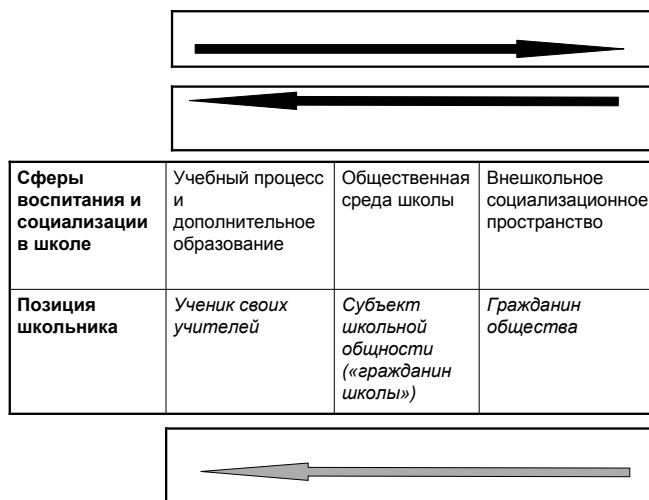 Сферы
воспитания и
социализации
в школе
Учебный процесс
и
дополнительное
образование
Общественная
среда школы
Внешкольное
социализационное
пространство
Позиция
школьника
Ученик своих
учителей
Субъект
школьной
общности
(«гражданин
школы»)
Гражданин
общества